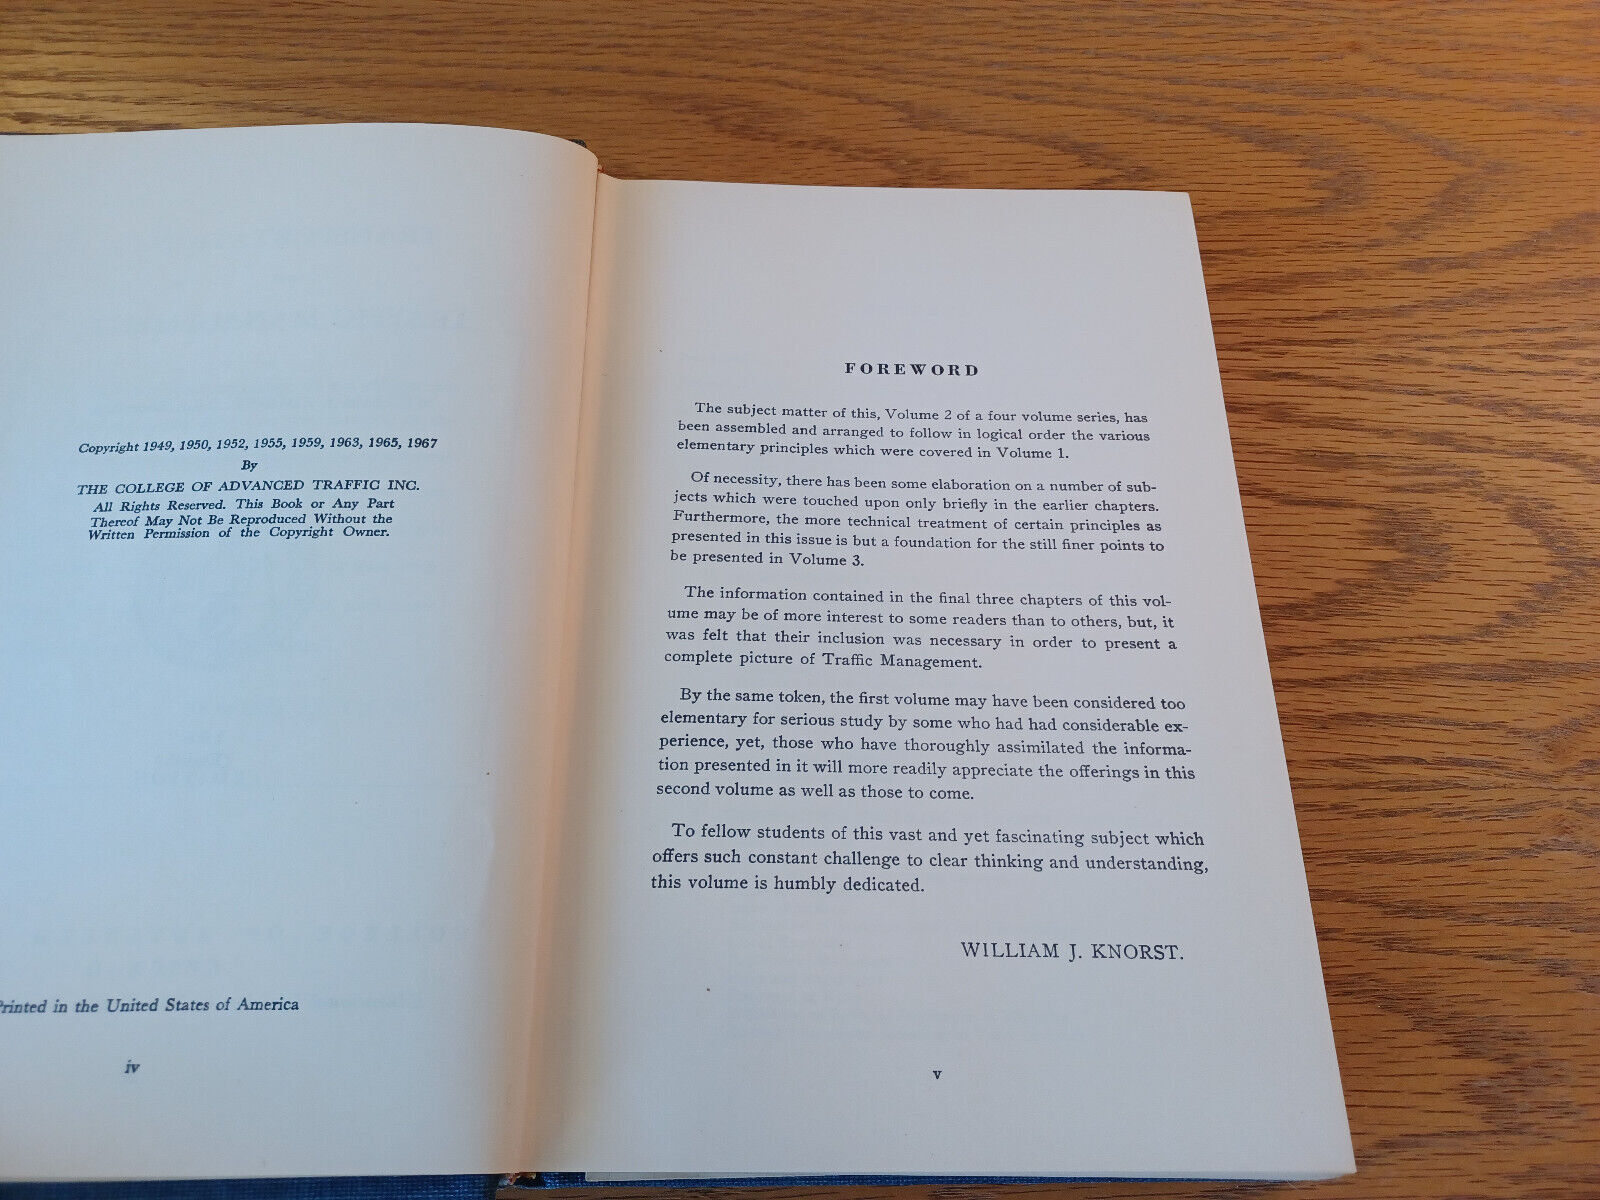 Copyright 1949, 1950, 1952, 1955, 1959, 1963, 1965, 1967
By
THE COLLEGE OF ADVANCED TRAFFIC INC.
All Rights Reserved. This Book or Any Part
Thereof May Not Be Reproduced Without the
Written Permission of the Copyright Owner.
Printed in the United States of America
iv
FOREWORD
The subject matter of this, Volume 2 of a four volume series, has
been assembled and arranged to follow in logical order the various
elementary principles which were covered in Volume 1.
Of necessity, there has been some elaboration on a number of sub-
jects which were touched upon only briefly in the earlier chapters.
Furthermore, the more technical treatment of certain principles as
presented in this issue is but a foundation for the still finer points to
be presented in Volume 3.
The information contained in the final three chapters of this vol-
ume may be of more interest to some readers than to others, but, it
was felt that their inclusion was necessary in order to present a
complete picture of Traffic Management.
By the same token, the first volume may have been considered too
elementary for serious study by some who had had considerable ex-
perience, yet, those who have thoroughly assimilated the informa-
tion presented in it will more readily appreciate the offerings in this
second volume as well as those to come.
To fellow students of this vast and yet fascinating subject which
offers such constant challenge to clear thinking and understanding,
this volume is humbly dedicated.
WILLIAM J. KNORST.
v